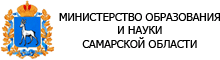 МИНИСТЕРСТВО ОБРАЗОВАНИЯ
И НАУКИ
САМАРСКОЙ ОБЛАСТИ